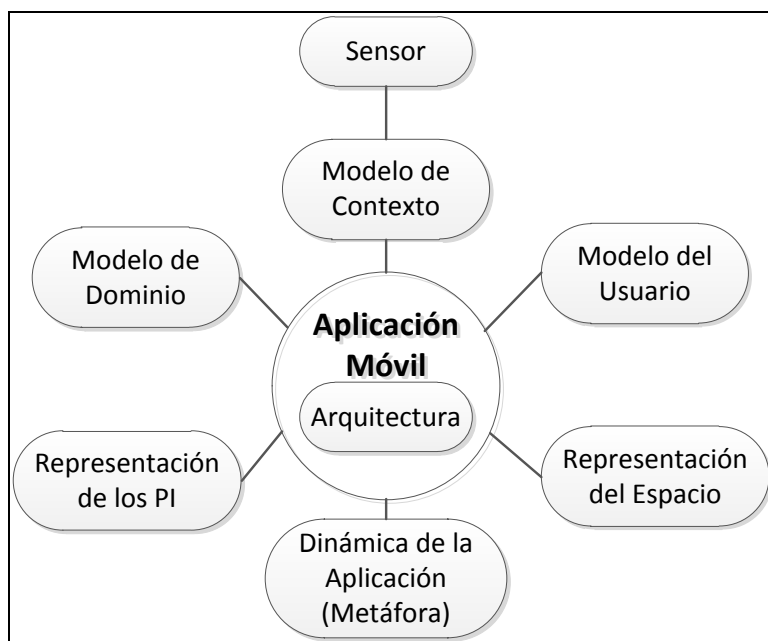 Sensor
Modelo de
Contexto
Modelo de
Dominio
Modelo del
Usuario
Aplicación
Móvil
Arquitectura
Representación
de los PI
Representación
del Espacio
Dinámica de la
Aplicación
(Metáfora)